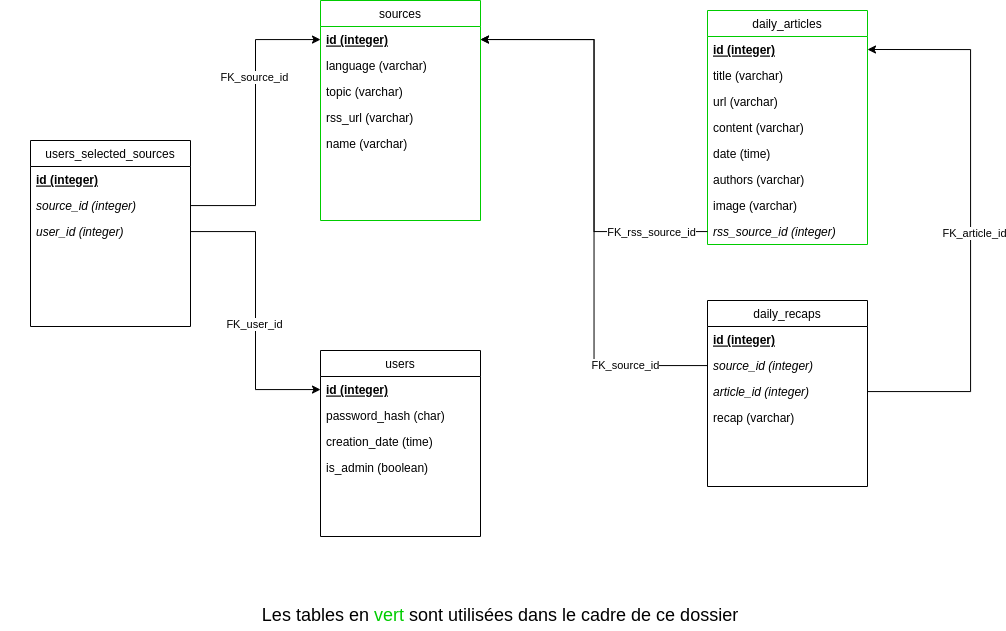 sources
id (integer)
language (varchar)
topic (varchar)
rss_url (varchar)
name (varchar)
daily_articles
id (integer)
title (varchar)
url (varchar)
content (varchar)
date (time)
authors (varchar)
image (varchar)
rss_source_id (integer)
FK_source_id
users_selected_sources
id (integer)
source_id (integer)
user_id (integer)
FK_rss_source_id
FK_article_id
FK_user_id
users
id (integer)
password_hash (char)
creation_date (time)
is_admin (boolean)
FK_source_id
daily_recaps
id (integer)
source_id (integer)
article_id (integer)
recap (varchar)
Les tables en vert sont utilisées dans le cadre de ce dossier